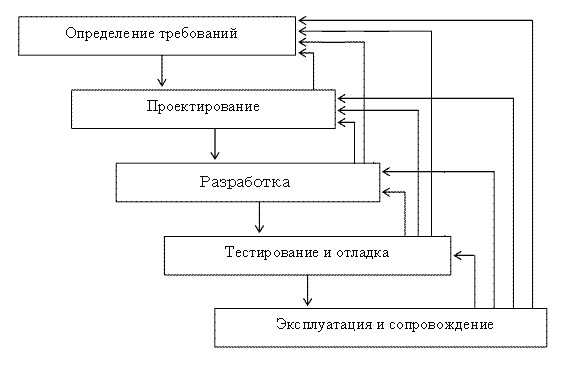 Определение требований
Проектирование
Разработка
Тестирование и отладка
Эксплуатация и сопровождение